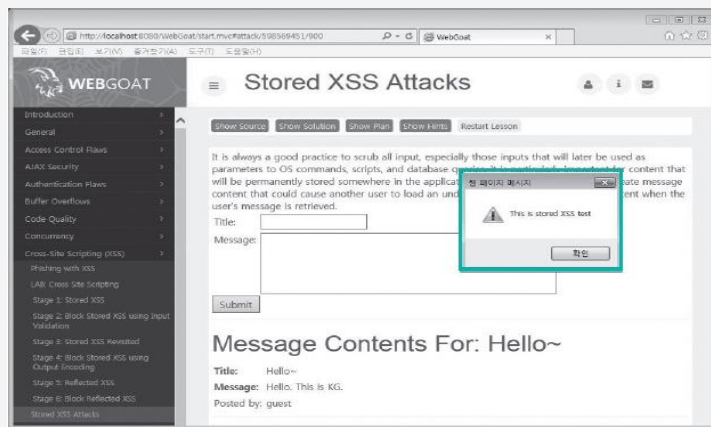 http://localhost:8080/WebGoat/start.mvc#attack/598569451/900
WebGoat
파일(F) 편집(E) 보기(V) 즐겨찾기(A) 도구(T) 도움말(H)
WEBGOAT
Stored XSS Attacks
Introduction
General
Access Control Flaws
AJAX Security
Authentication Flaws
Buffer Overflows
Code Quality
Concurrency
Cross-Site Scripting (XSS)
Phishing with XSS
LAB: Cross Site Scripting
Stage 1: Stored XSS
Stage 2: Block Stored XSS using Input
Validation
Stage 3: Stored XSS Revisited
Stage 4: Block Stored XSS using
Output Encoding
Stage 5: Reflected XSS
Stage 6: Block Reflected XSS
Stored XSS Attacks
Show Source Show Solution Show Plan Show Hints Restart Lesson
It is always a good practice to scrub all input, especially those inputs that will later be used as
parameters to OS commands, scripts, and database content that
will be permanently stored somewhere in the message
content that could cause another user to load an when the
user's message is retrieved.
Title:
Message:
Submit
웹 페이지 메시지
This is stored XSS test
확인
Message Contents For: Hello~
Title: Hello~
Message: Hello. This is KG.
Posted by: guest